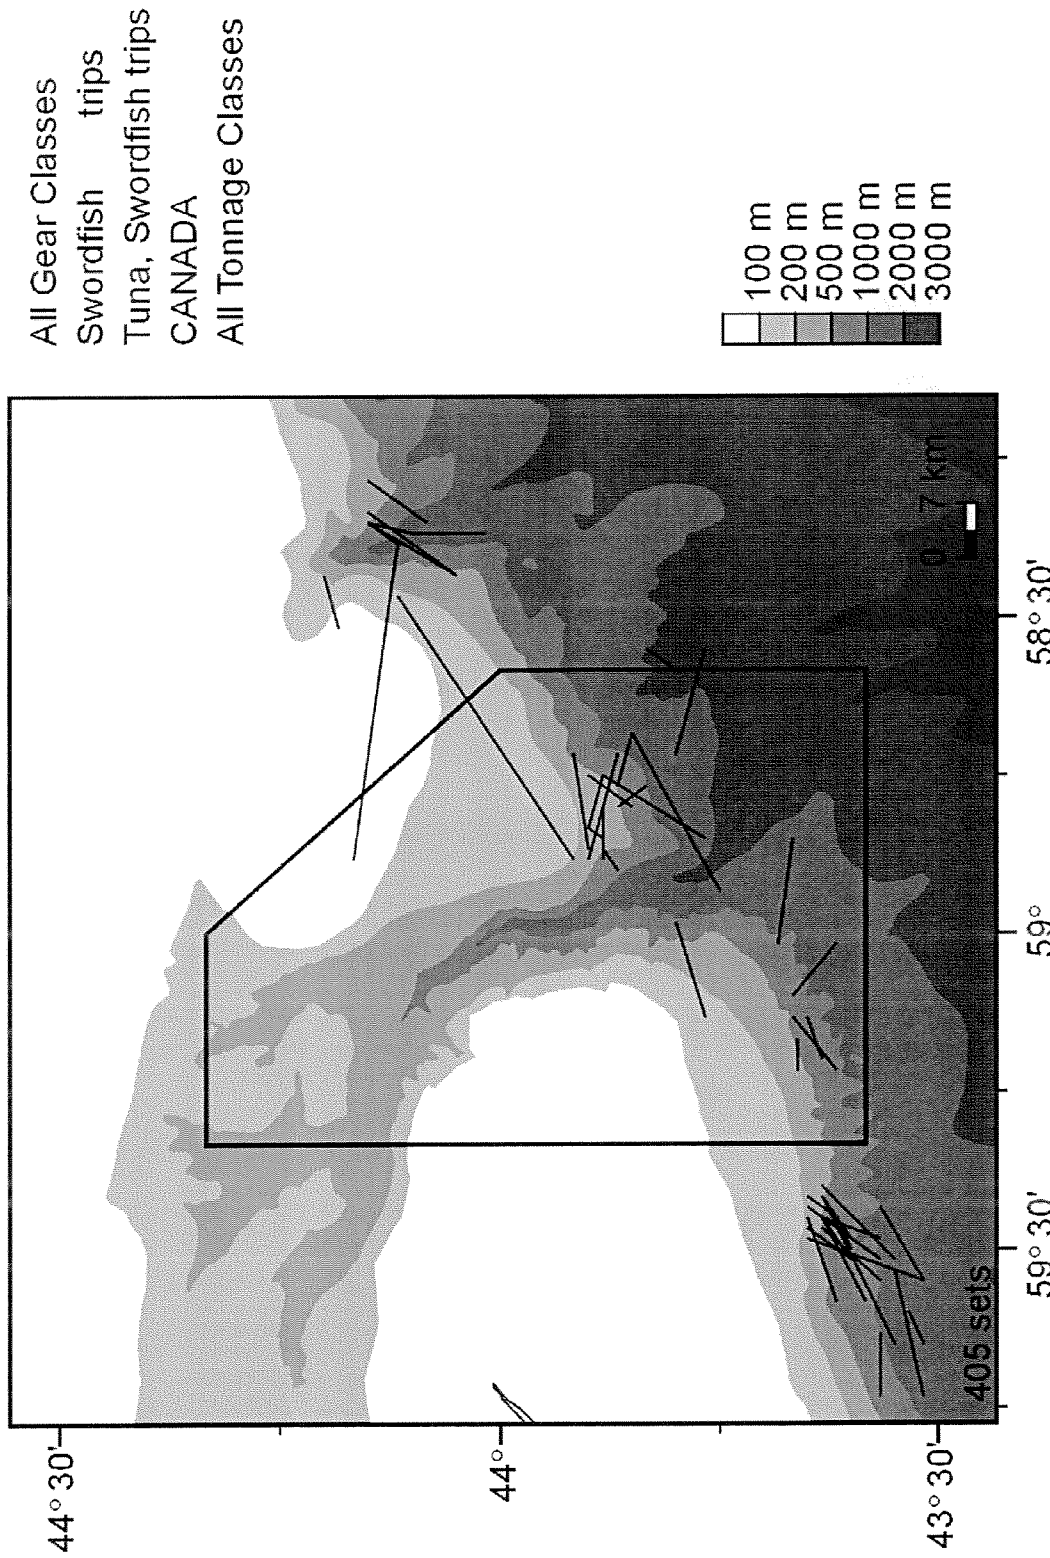 All Gear Classes
Swordfish trips
Tuna, Swordfish trips
CANADA
All Tonnage Classes
100 m
200 m
500 m
1000 m
2000 m
3000 m
44° 30'
44°
43° 30'
405 sets
0 7 km
59° 30'
59°
58° 30'